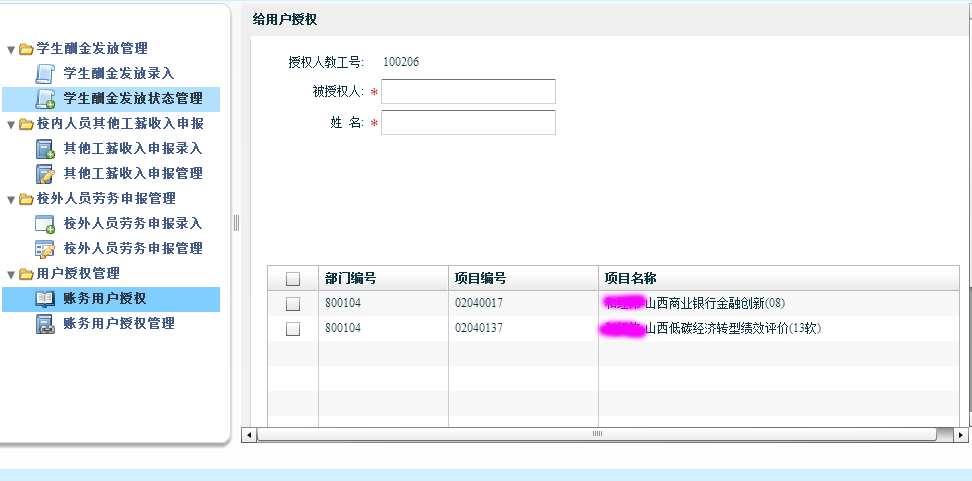 学生酬金发放管理
学生酬金发放录入
学生酬金发放状态管理
校内人员其他工薪收入申报
其他工薪收入申报录入
其他工薪收入申报管理
校外人员劳务申报管理
校外人员劳务申报录入
校外人员劳务申报管理
用户授权管理
账务用户授权
账务用户授权管理
给用户授权
授权人教工号: 100206
被授权人: *
姓 名: *
部门编号 项目编号 项目名称
800104 02040017 山西商业银行金融创新(08)
800104 02040137 山西低碳经济转型绩效评价(13软)